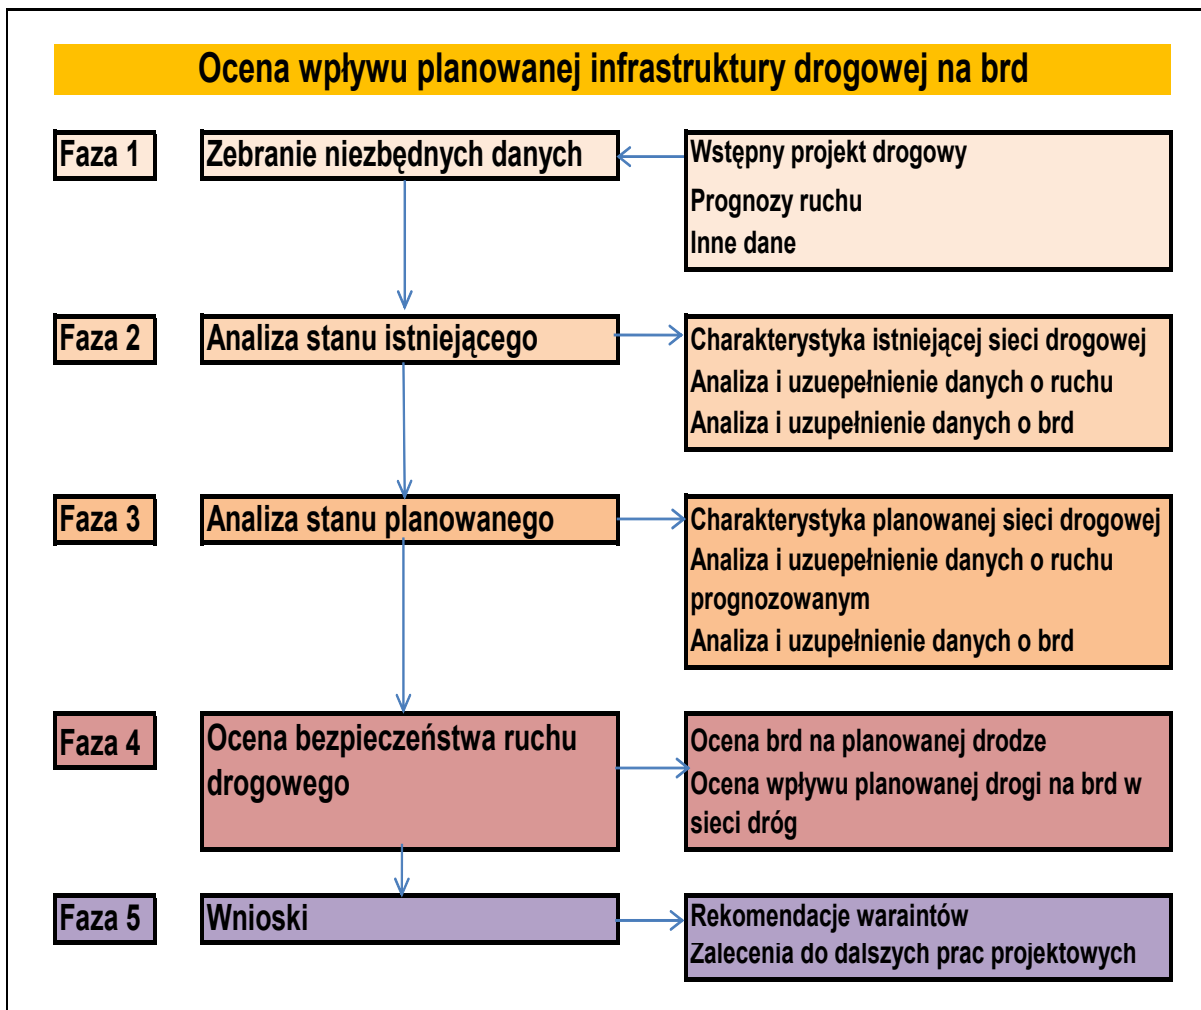 Ocena wpływu planowanej infrastruktury drogowej na brd
Faza 1
Zebranie niezbędnych danych
Wstępny projekt drogowy
Prognozy ruchu
Inne dane
Faza 2
Analiza stanu istniejącego
Charakterystyka istniejącej sieci drogowej
Analiza i uzuepełnienie danych o ruchu
Analiza i uzupełnienie danych o brd
Faza 3
Analiza stanu planowanego
Charakterystyka planowanej sieci drogowej
Analiza i uzuepełnienie danych o ruchu
prognozowanym
Analiza i uzupełnienie danych o brd
Faza 4
Ocena bezpieczeństwa ruchu
drogowego
Ocena brd na planowanej drodze
Ocena wpływu planowanej drogi na brd w
sieci dróg
Faza 5
Wnioski
Rekomendacje waraintów
Zalecenia do dalszych prac projektowych